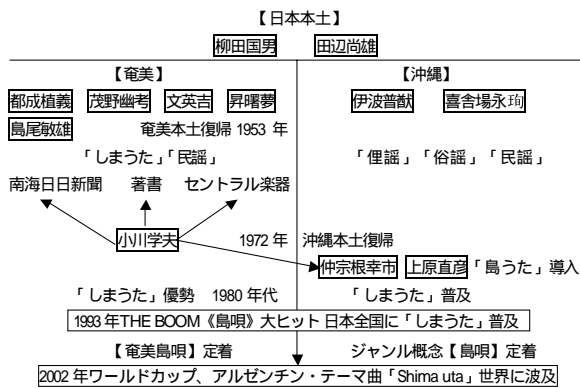 【日本本土】
柳田国男 田辺尚雄
【奄美】 【沖縄】
都成植義 茂野幽考 文英吉 昇曙夢 伊波普猷 喜舎場永珣
島尾敏雄 奄美本土復帰 1953 年
「しまうた」「民謡」 「俚謡」「俗謡」「民謡」
南海日日新聞 著書 セントラル楽器
小川学夫 1972 年 沖縄本土復帰
仲宗根幸市 上原直彦 「島うた」導入
「しまうた」優勢 1980 年代 「しまうた」普及
1993 年THE BOOM《島唄》大ヒット 日本全国に「しまうた」普及
【奄美島唄】定着 ジャンル概念【島唄】定着
2002 年ワールドカップ、アルゼンチン・テーマ曲「Shima uta」世界に波及